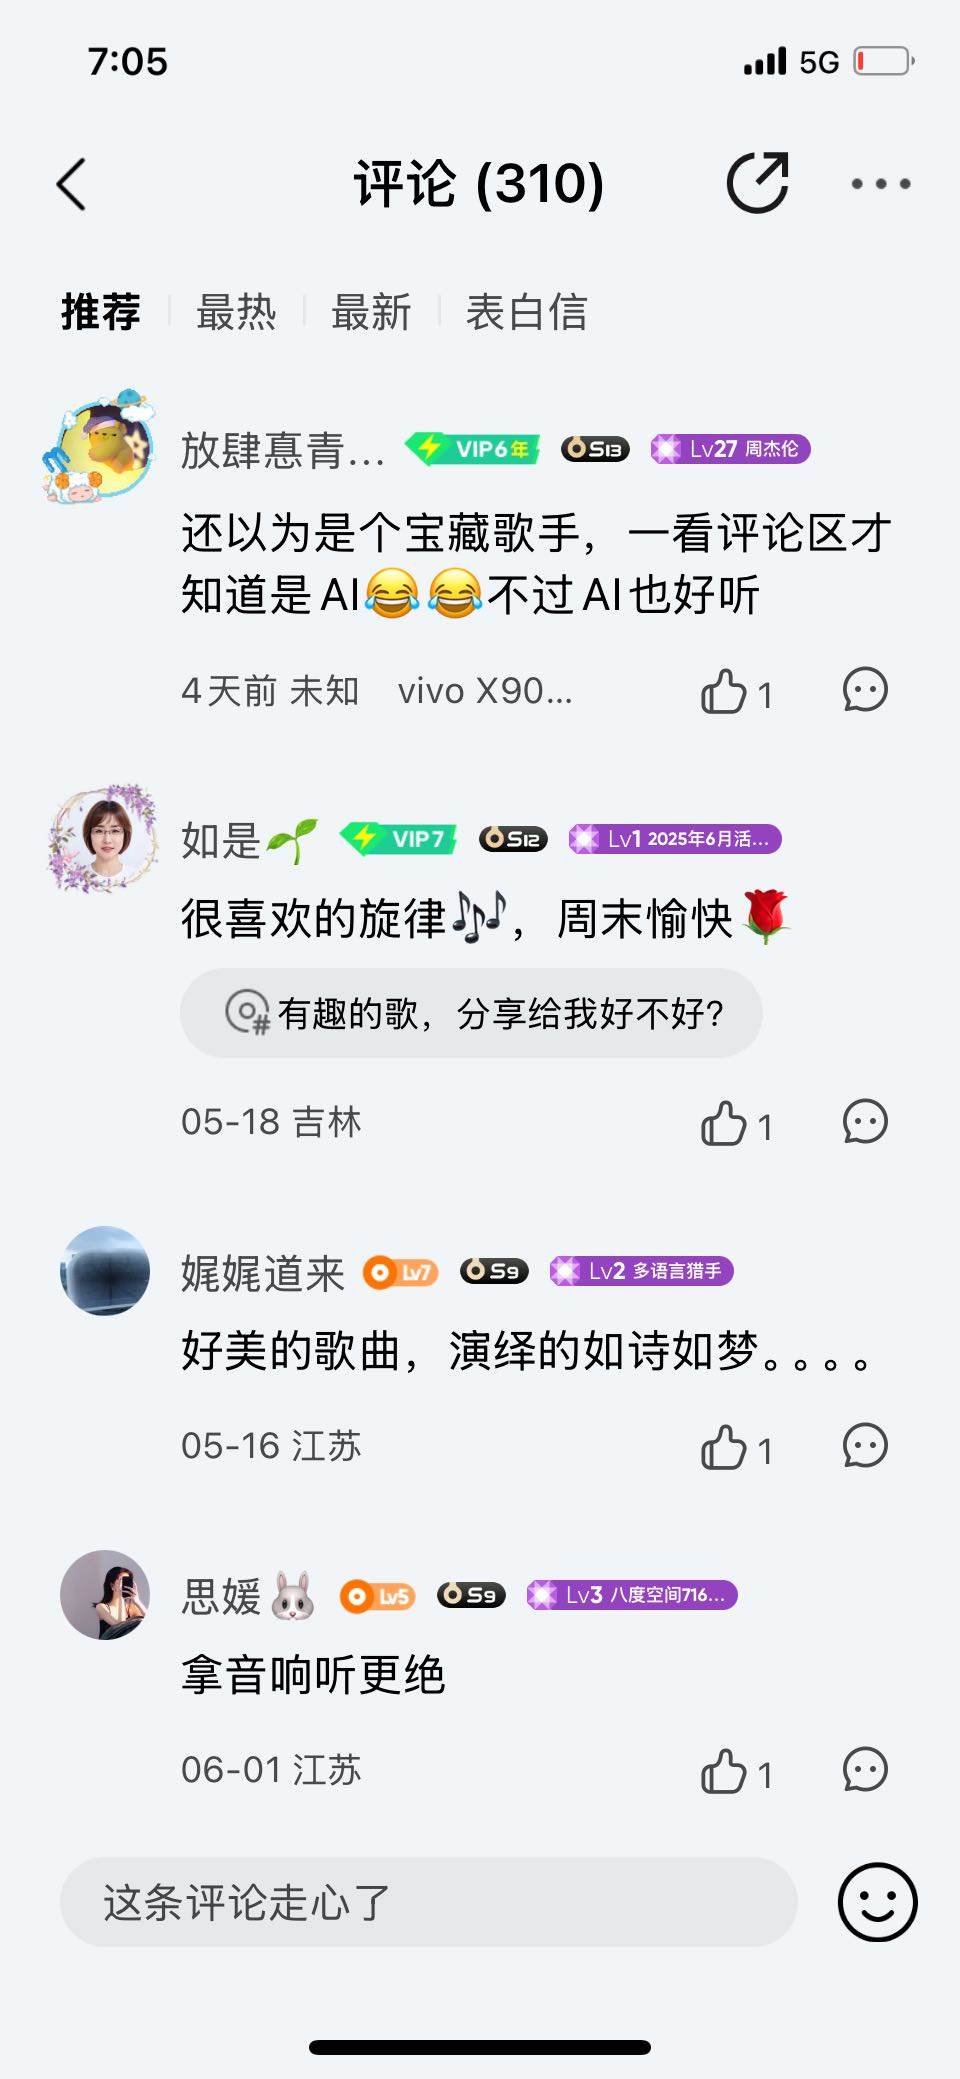 7:05 5G
评论 (310)
推荐 最热 最新 表白信
放肆惪青... VIP6年 S13 Lv27 周杰伦
还以为是个宝藏歌手，一看评论区才
知道是AI😂😂不过AI也好听
4天前 未知 vivo X90... 1
如是🌱 VIP7 S12 Lv1 2025年6月活...
很喜欢的旋律🎶，周末愉快🌹
有趣的歌，分享给我好不好?
05-18 吉林 1
娓娓道来 Lv7 S9 Lv2 多语言猎手
好美的歌曲，演绎的如诗如梦。。。。
05-16 江苏 1
思媛🐰 Lv5 S9 Lv3 八度空间716...
拿音响听更绝
06-01 江苏 1
这条评论走心了